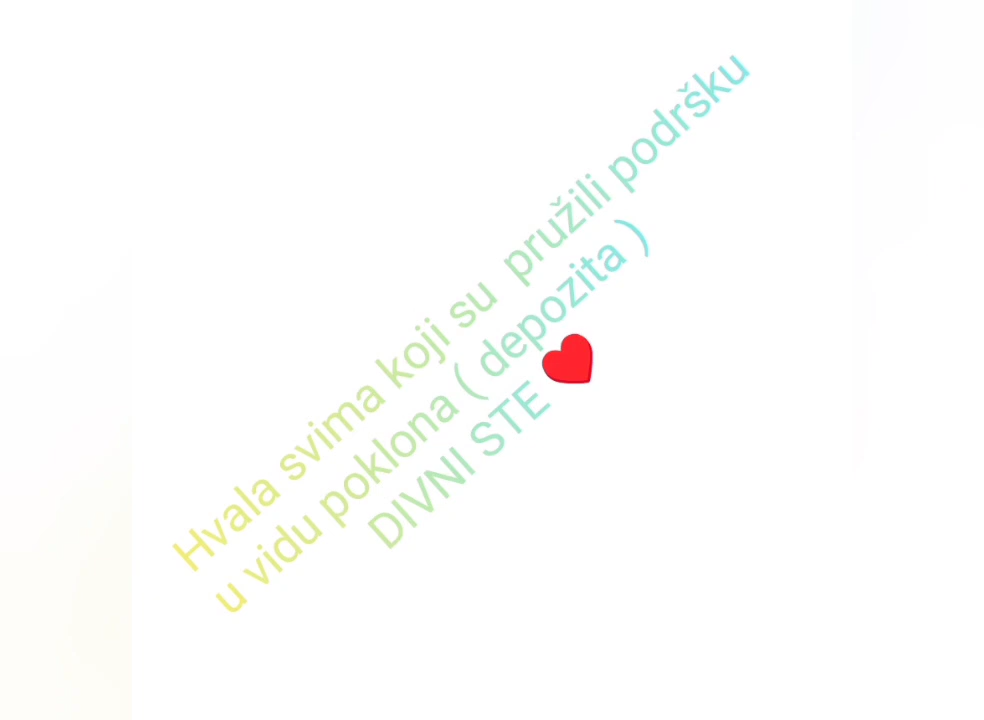 Hvala svima koji su  pružili podršku
u vidu poklona ( depozita )
DIVNI STE ❤️